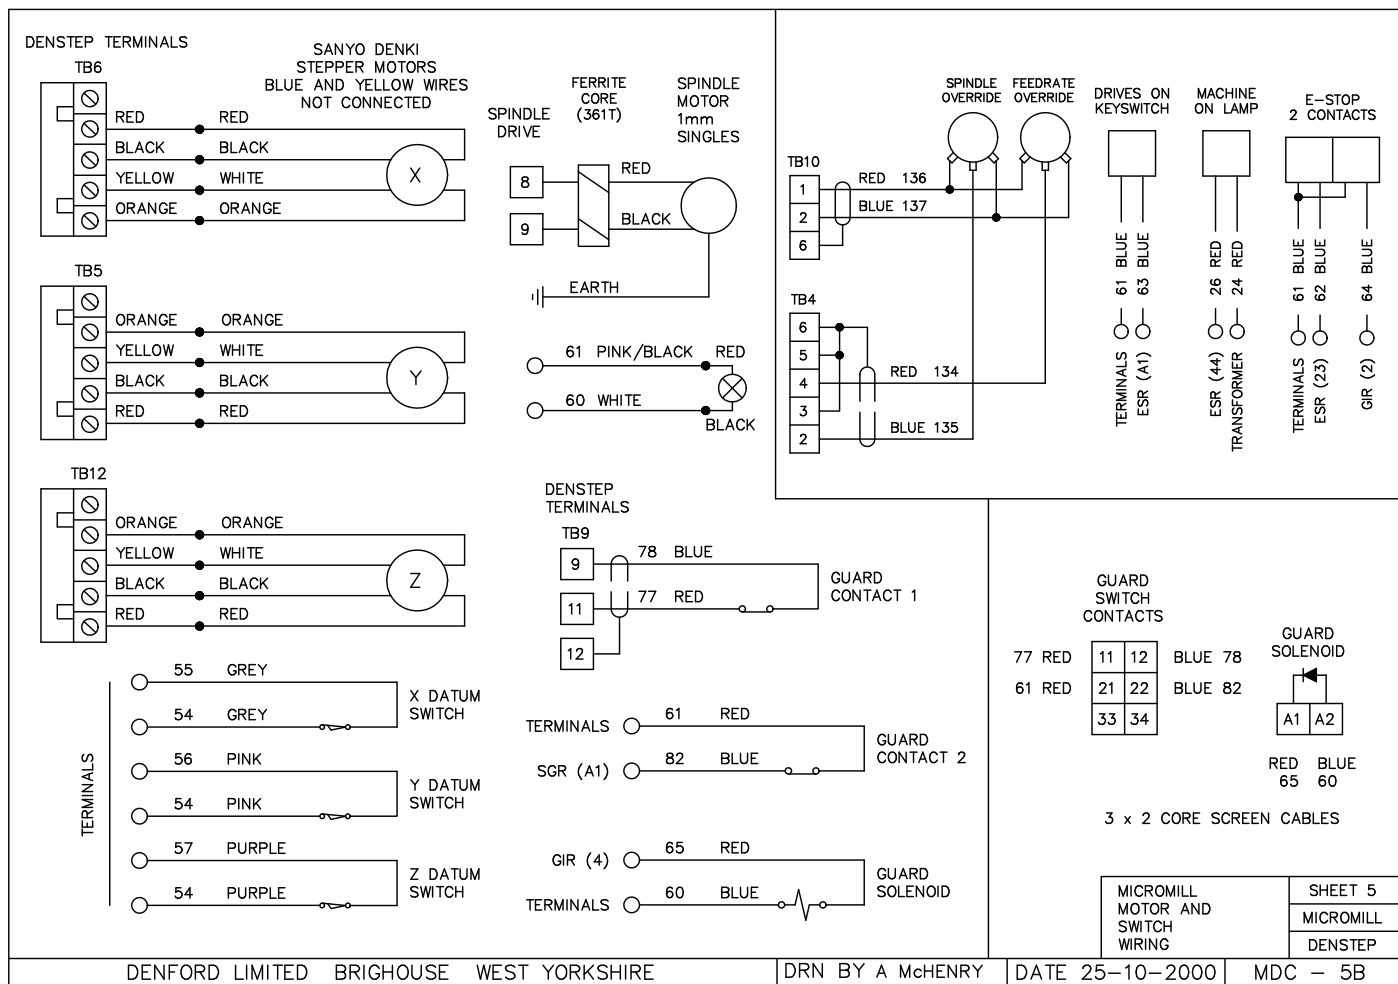 DENSTEP TERMINALS
TB6
SANYO DENKI
STEPPER MOTORS
BLUE AND YELLOW WIRES
NOT CONNECTED
RED RED
BLACK BLACK
YELLOW WHITE
ORANGE ORANGE
X
TB5
ORANGE ORANGE
YELLOW WHITE
BLACK BLACK
RED RED
Y
TB12
ORANGE ORANGE
YELLOW WHITE
BLACK BLACK
RED RED
Z
TERMINALS
55 GREY
54 GREY
X DATUM
SWITCH
56 PINK
54 PINK
Y DATUM
SWITCH
57 PURPLE
54 PURPLE
Z DATUM
SWITCH
SPINDLE
DRIVE
FERRITE
CORE
(361T)
SPINDLE
MOTOR
1mm
SINGLES
8
RED
9
BLACK
EARTH
61 PINK/BLACK RED
60 WHITE
BLACK
DENSTEP
TERMINALS
TB9
9
78 BLUE
11
77 RED
12
GUARD
CONTACT 1
TERMINALS 61 RED
SGR (A1) 82 BLUE
GUARD
CONTACT 2
GIR (4) 65 RED
TERMINALS 60 BLUE
GUARD
SOLENOID
SPINDLE
OVERRIDE
FEEDRATE
OVERRIDE
DRIVES ON
KEYSWITCH
MACHINE
ON LAMP
E-STOP
2 CONTACTS
TB10
1
RED 136
2
BLUE 137
6
TB4
6
5
4
RED 134
3
2
BLUE 135
61 BLUE
63 BLUE
26 RED
24 RED
61 BLUE
62 BLUE
64 BLUE
TERMINALS
ESR (A1)
ESR (44)
TRANSFORMER
TERMINALS
ESR (23)
GIR (2)
GUARD
SWITCH
CONTACTS
77 RED 11 12 BLUE 78
61 RED 21 22 BLUE 82
33 34
GUARD
SOLENOID
A1 A2
RED BLUE
65 60
3 x 2 CORE SCREEN CABLES
MICROMILL
MOTOR AND
SWITCH
WIRING
SHEET 5
MICROMILL
DENSTEP
DENFORD LIMITED BRIGHOUSE WEST YORKSHIRE
DRN BY A McHENRY
DATE 25-10-2000
MDC - 5B